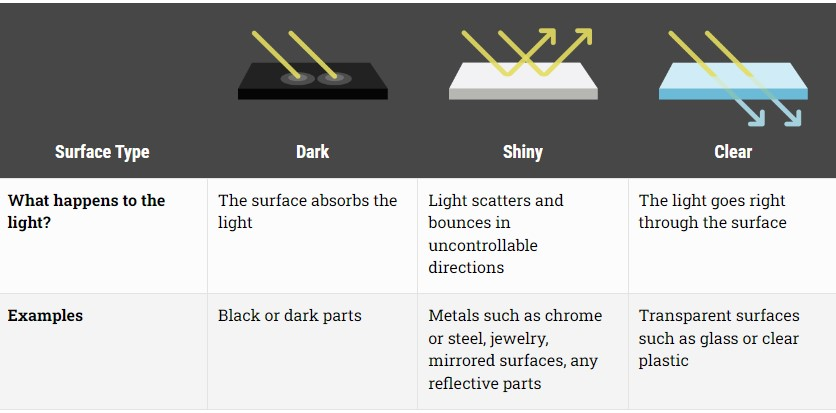 Surface Type
Dark
Shiny
Clear
What happens to the
light?
The surface absorbs the
light
Light scatters and
bounces in
uncontrollable
directions
The light goes right
through the surface
Examples
Black or dark parts
Metals such as chrome
or steel, jewelry,
mirrored surfaces, any
reflective parts
Transparent surfaces
such as glass or clear
plastic